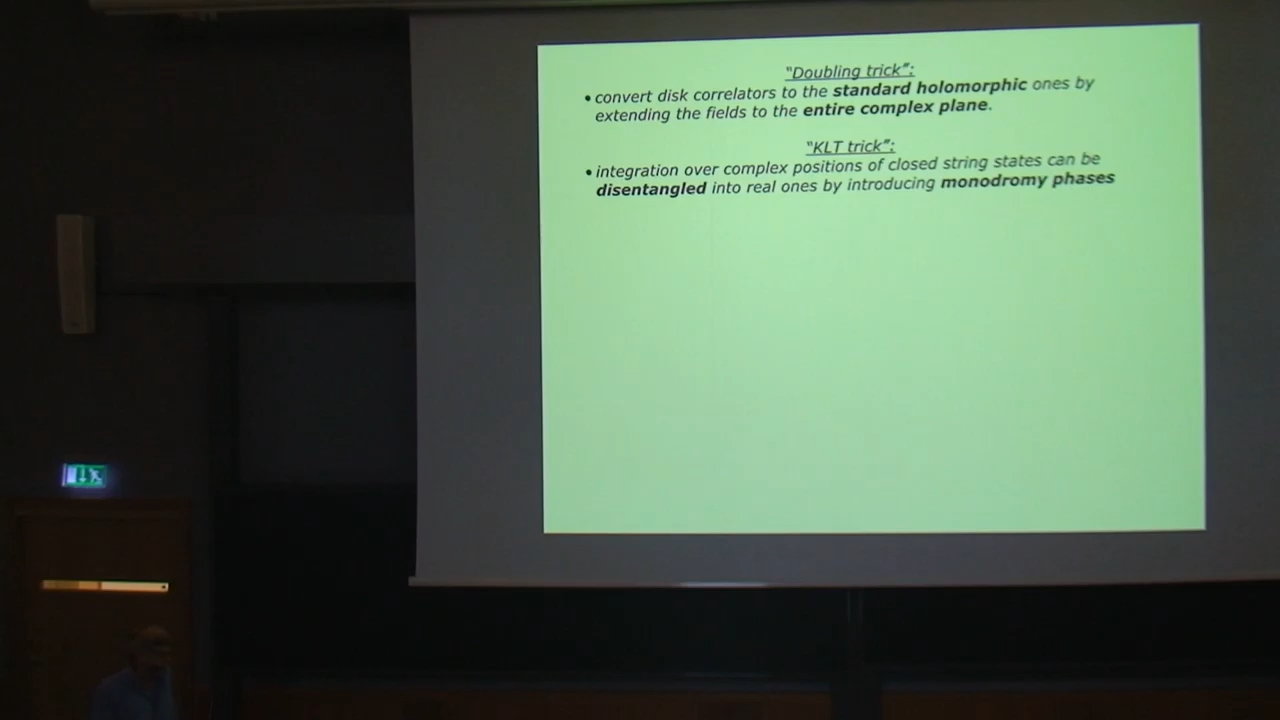 "Doubling trick":
• convert disk correlators to the standard holomorphic ones by
extending the fields to the entire complex plane.
"KLT trick":
• integration over complex positions of closed string states can be
disentangled into real ones by introducing monodromy phases